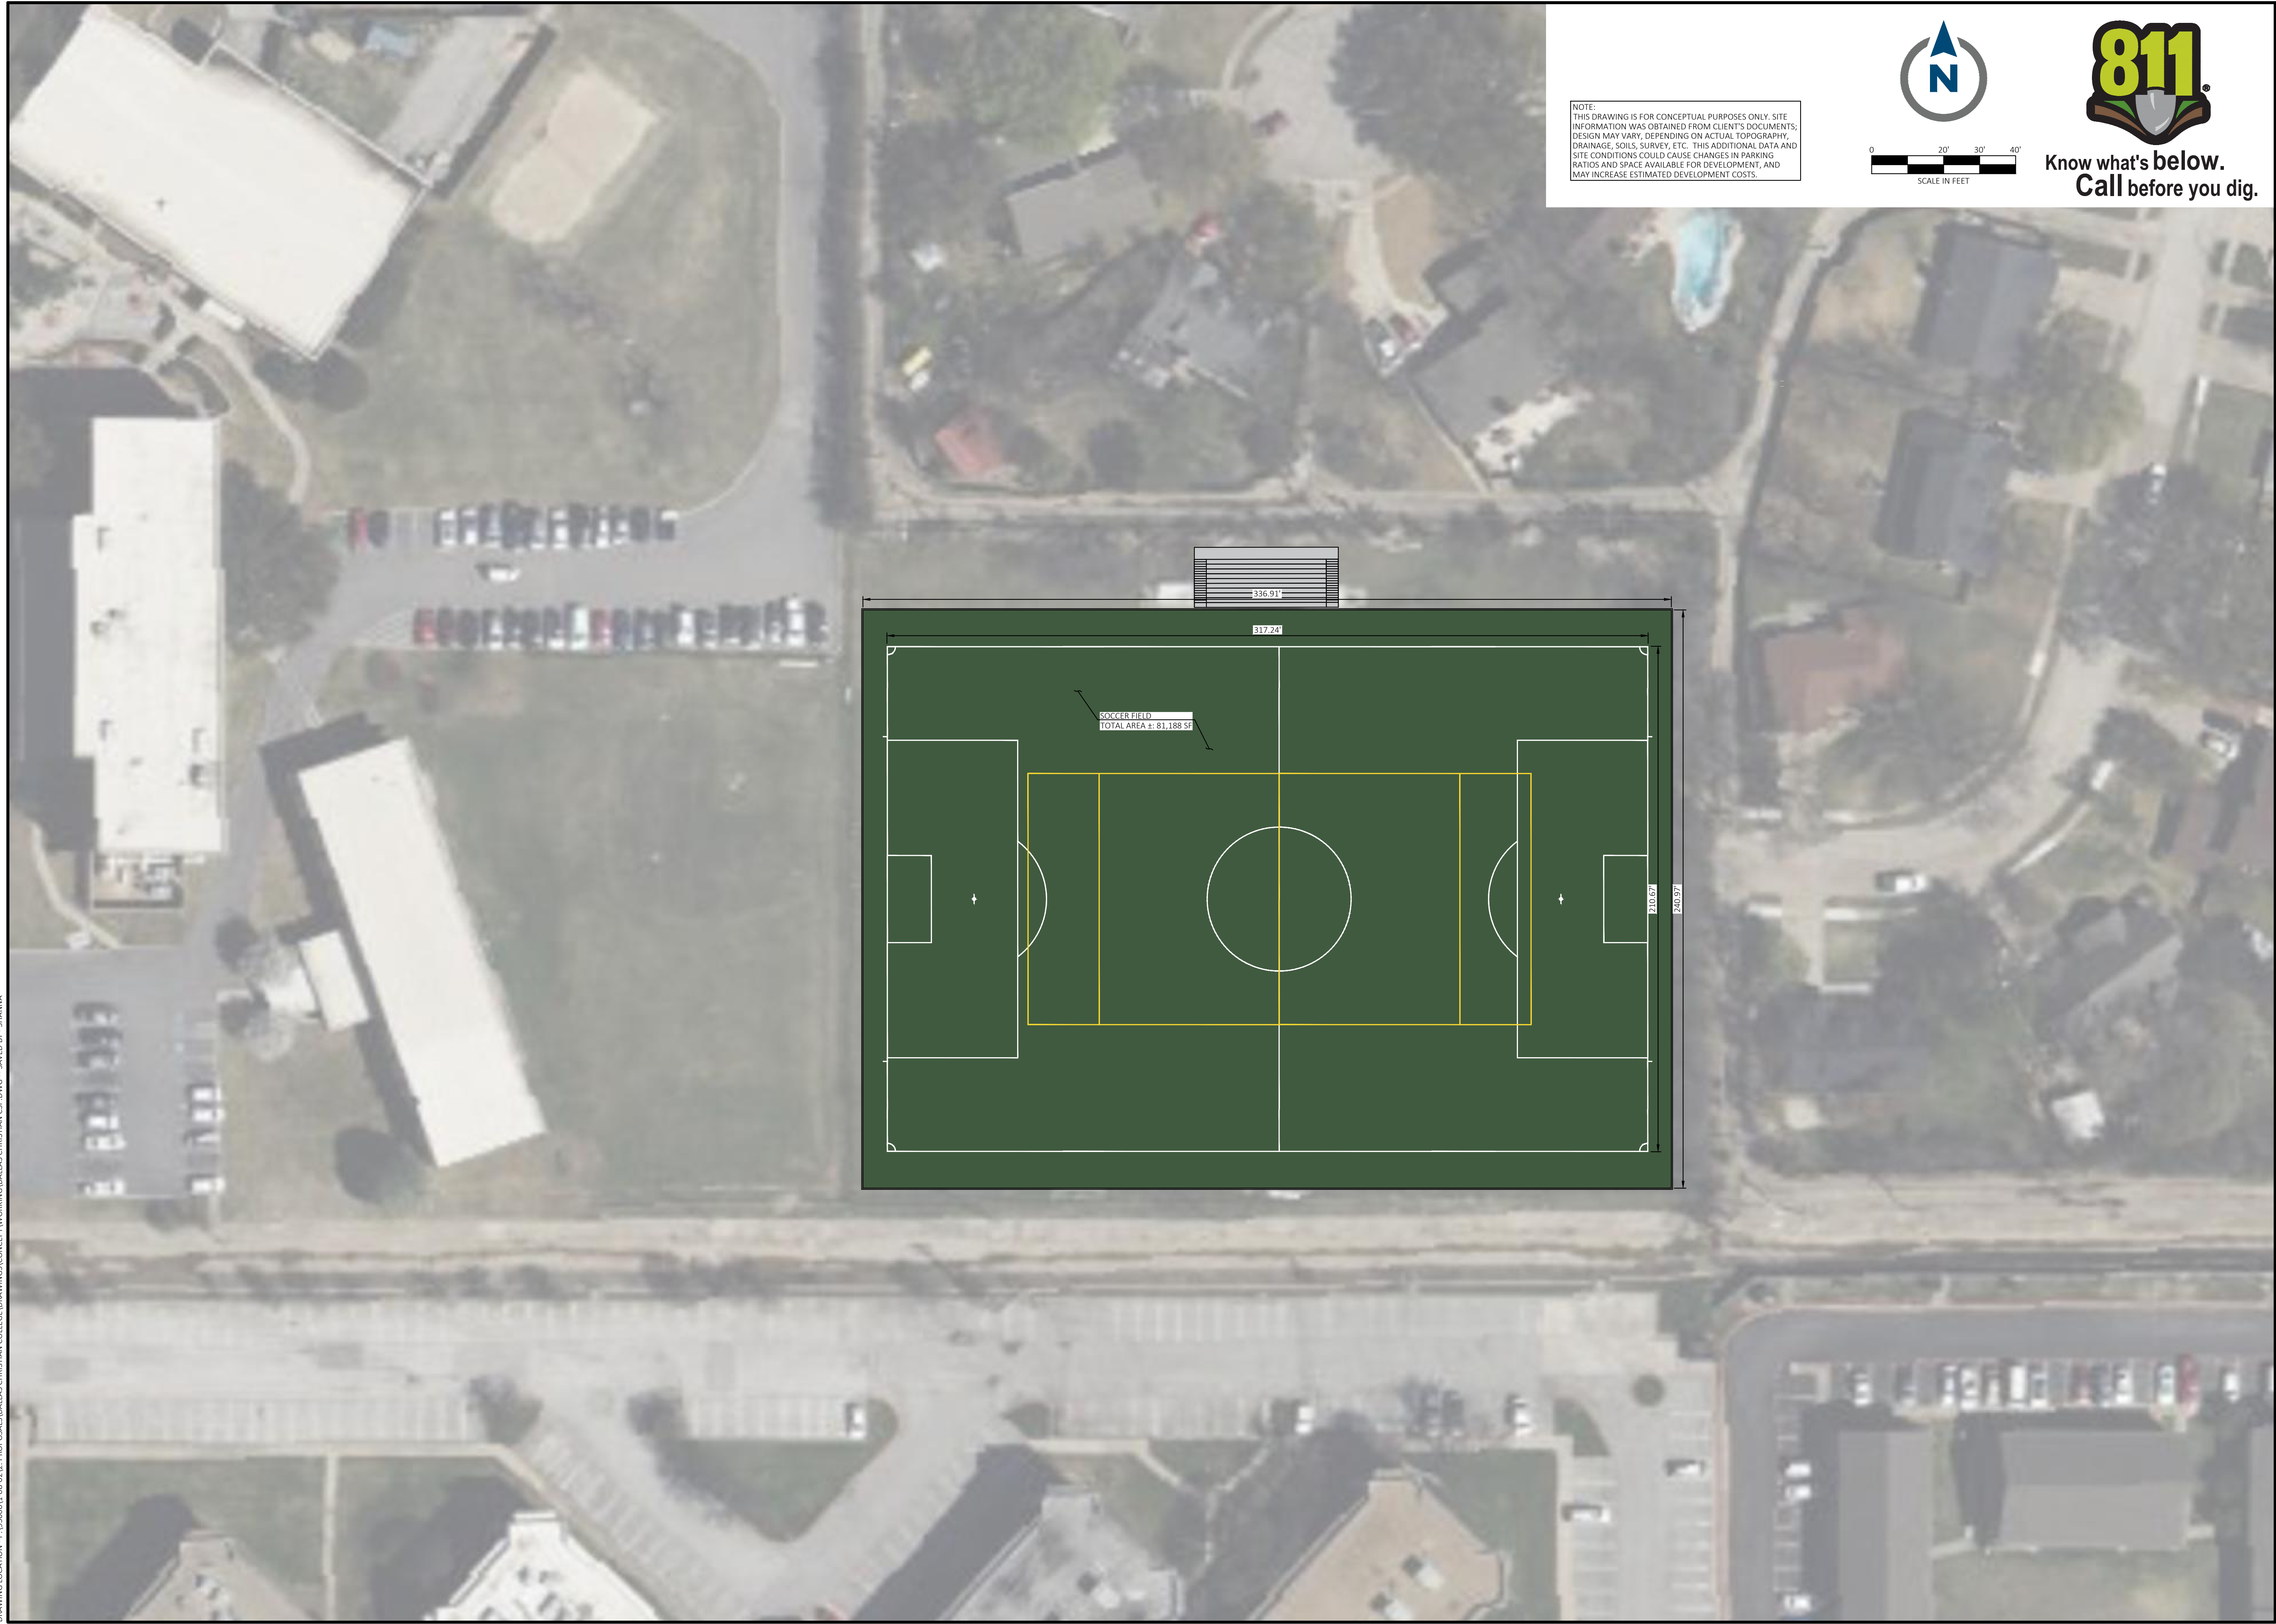 NOTE:
THIS DRAWING IS FOR CONCEPTUAL PURPOSES ONLY. SITE
INFORMATION WAS OBTAINED FROM CLIENT'S DOCUMENTS;
DESIGN MAY VARY, DEPENDING ON ACTUAL TOPOGRAPHY,
DRAINAGE, SOILS, SURVEY, ETC. THIS ADDITIONAL DATA AND
SITE CONDITIONS COULD CAUSE CHANGES IN PARKING
RATIOS AND SPACE AVAILABLE FOR DEVELOPMENT, AND
MAY INCREASE ESTIMATED DEVELOPMENT COSTS.
N
0 20' 30' 40'
SCALE IN FEET
811®
Know what's below.
Call before you dig.
336.91'
317.24'
SOCCER FIELD
TOTAL AREA ±: 81,188 SF
210.67'
240.97'